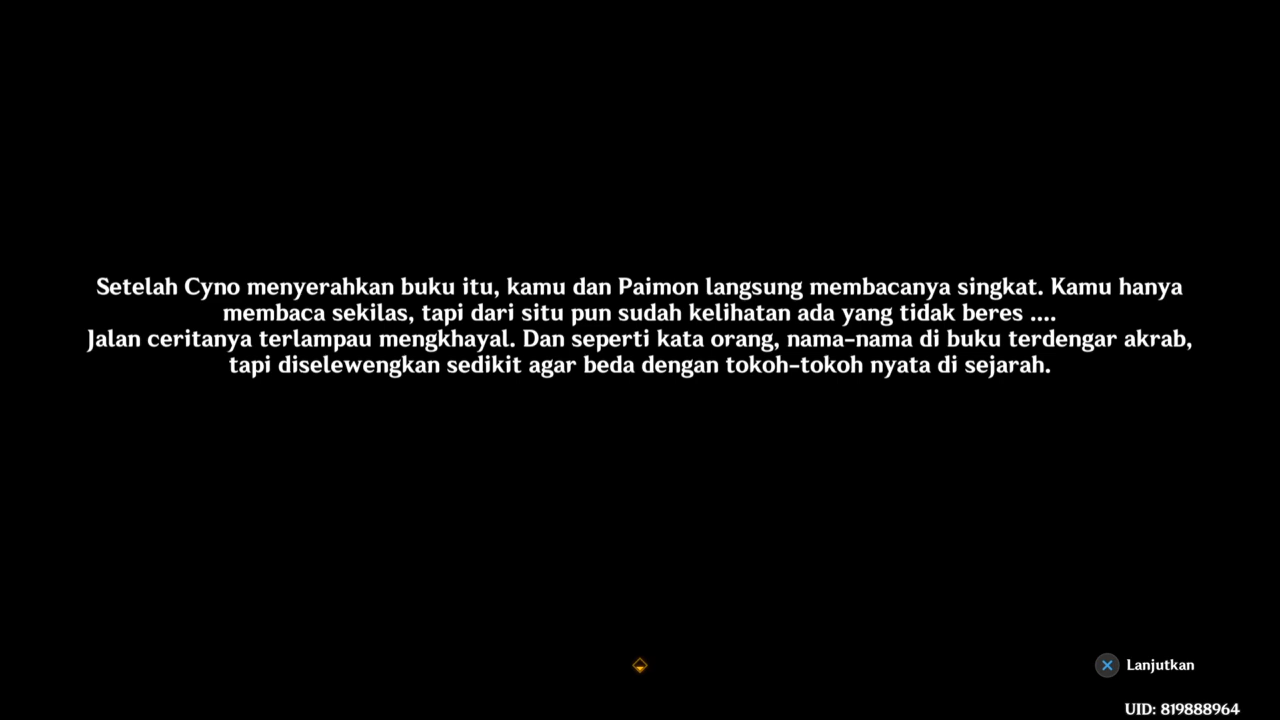 Setelah Cyno menyerahkan buku itu, kamu dan Paimon langsung membacanya singkat. Kamu hanya
membaca sekilas, tapi dari situ pun sudah kelihatan ada yang tidak beres ....
Jalan ceritanya terlampau mengkhayal. Dan seperti kata orang, nama-nama di buku terdengar akrab,
tapi diselewengkan sedikit agar beda dengan tokoh-tokoh nyata di sejarah.
Lanjutkan
UID: 819888964